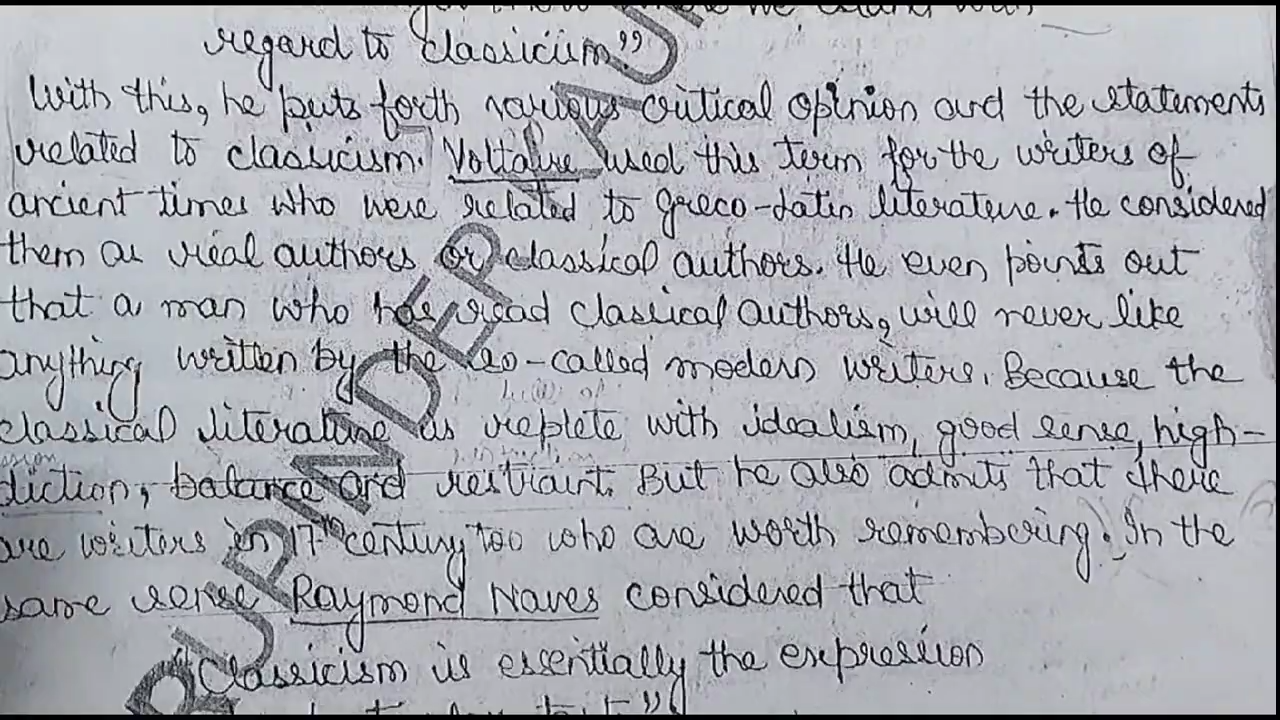 regard to classicism."
With this, he puts forth various critical opinion and the statements
related to classicism. Voltaire used this term for the writers of
ancient times who were related to Greco-Latin literature. He considered
them as real authors or classical authors. He even points out
that a man who has read classical authors, will never like
anything written by the so-called modern writers. Because the
classical literature is replete with idealism, good sense, high-
diction, balance and restraint. But he also admits that there
are writers in 17th century too who are worth remembering. In the
same sense Raymond Naves considered that
"Classicism is essentially the expression
RUPINDER